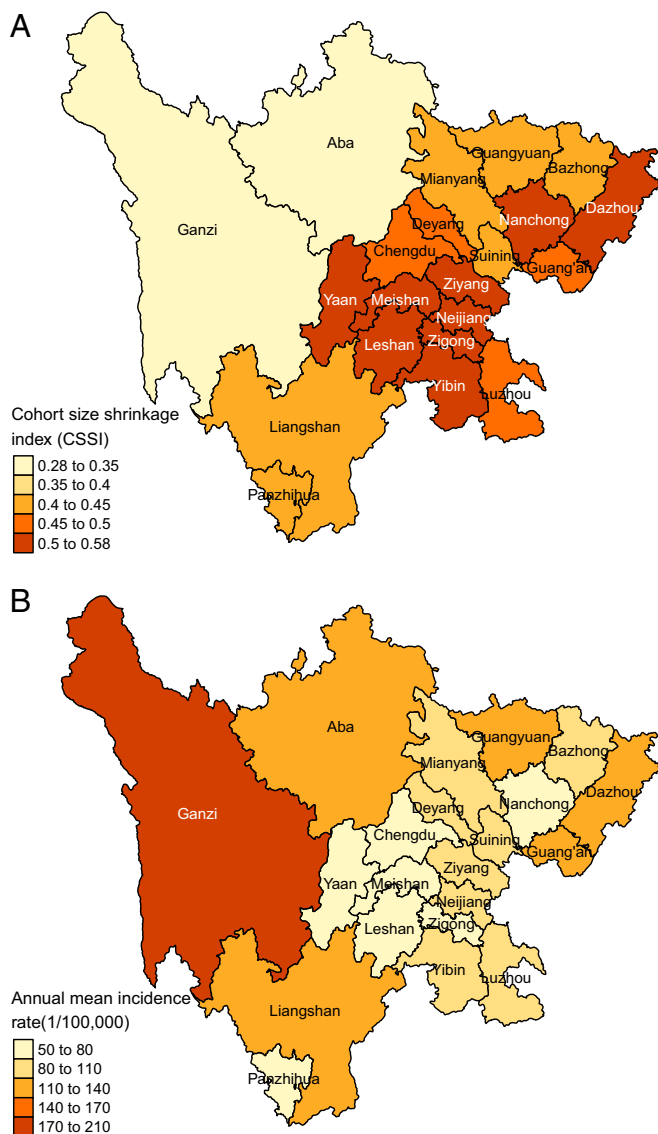 A
Aba
Guangyuan
Bazhong
Mianyang
Dazhou
Ganzi
Nanchong
Deyang
Chengdu
Suining
Guang'an
Ziyang
Yaan
Meishan
Neijiang
Zigong
Leshan
Yibin
Luzhou
Cohort size shrinkage
index (CSSI)
Liangshan
0.28 to 0.35
0.35 to 0.4
0.4 to 0.45
0.45 to 0.5
0.5 to 0.58
Panzhihua
B
Aba
Guangyuan
Bazhong
Mianyang
Dazhou
Ganzi
Nanchong
Deyang
Chengdu
Suining
Guang'an
Ziyang
Yaan
Meishan
Neijiang
Zigong
Leshan
Yibin
Luzhou
Annual mean incidence
rate(1/100,000)
Liangshan
50 to 80
80 to 110
110 to 140
140 to 170
170 to 210
Panzhihua